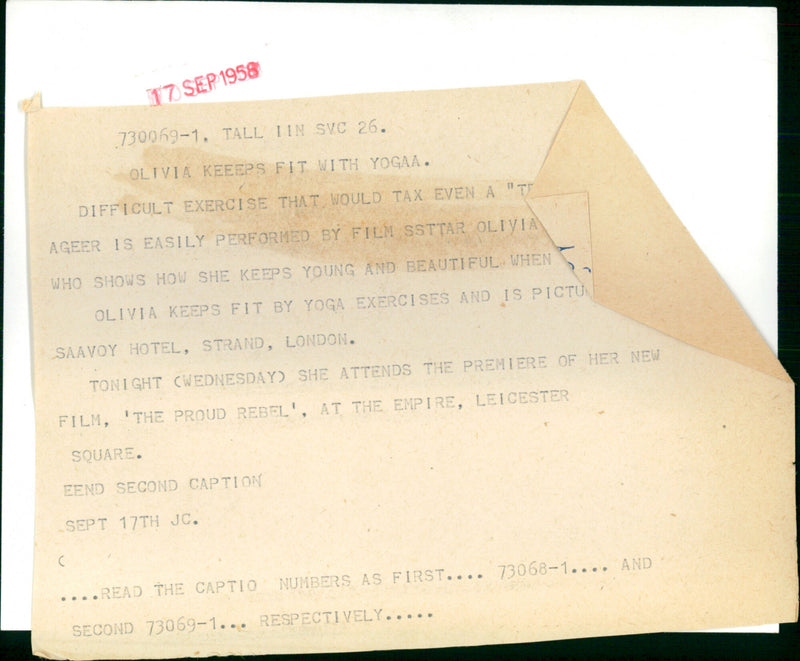 17 SEP 1958
730069-1. TALL IIN SVC 26.
OLIVIA KEEEPS FIT WITH YOGAA.
DIFFICULT EXERCISE THAT WOULD TAX EVEN A "TE
AGEER IS EASILY PERFORMED BY FILM SSTTAR OLIVIA
WHO SHOWS HOW SHE KEEPS YOUNG AND BEAUTIFUL WHEN
OLIVIA KEEPS FIT BY YOGA EXERCISES AND IS PICTU
SAAVOY HOTEL, STRAND, LONDON.
TONIGHT (WEDNESDAY) SHE ATTENDS THE PREMIERE OF HER NEW
FILM, 'THE PROUD REBEL', AT THE EMPIRE, LEICESTER
SQUARE.
EEND SECOND CAPTION
SEPT 17TH JC.
(
....READ THE CAPTIO NUMBERS AS FIRST.... 73068-1.... AND
SECOND 73069-1... RESPECTIVELY.....